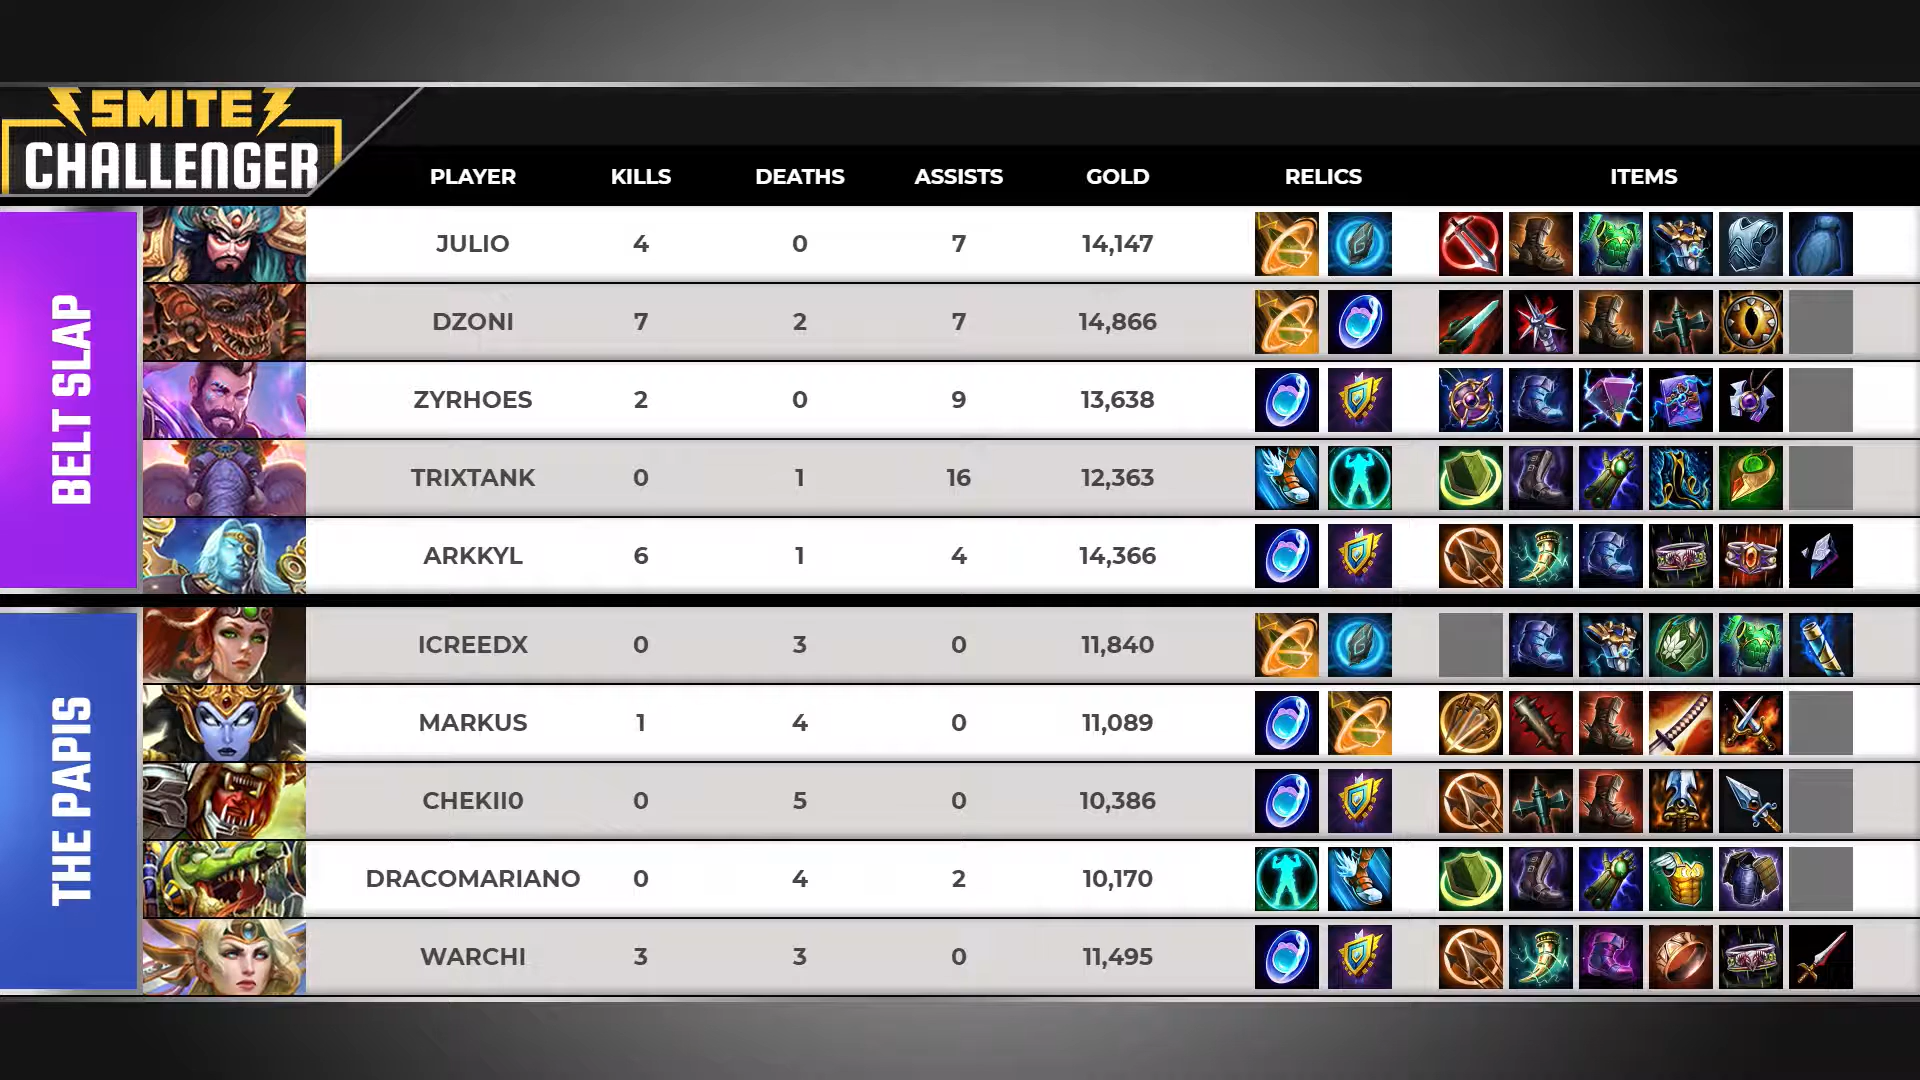 SMITE
CHALLENGER
PLAYER KILLS DEATHS ASSISTS GOLD RELICS ITEMS
BELT SLAP
JULIO 4 0 7 14,147
DZONI 7 2 7 14,866
ZYRHOES 2 0 9 13,638
TRIXTANK 0 1 16 12,363
ARKKYL 6 1 4 14,366
THE PAPIS
ICREEDX 0 3 0 11,840
MARKUS 1 4 0 11,089
CHEKII0 0 5 0 10,386
DRACOMARIANO 0 4 2 10,170
WARCHI 3 3 0 11,495